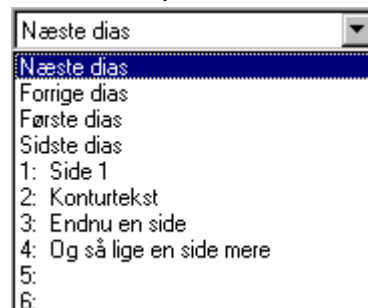 Næste dias
Næste dias
Forrige dias
Første dias
Sidste dias
1: Side 1
2: Konturtekst
3: Endnu en side
4: Og så lige en side mere
5:
6: